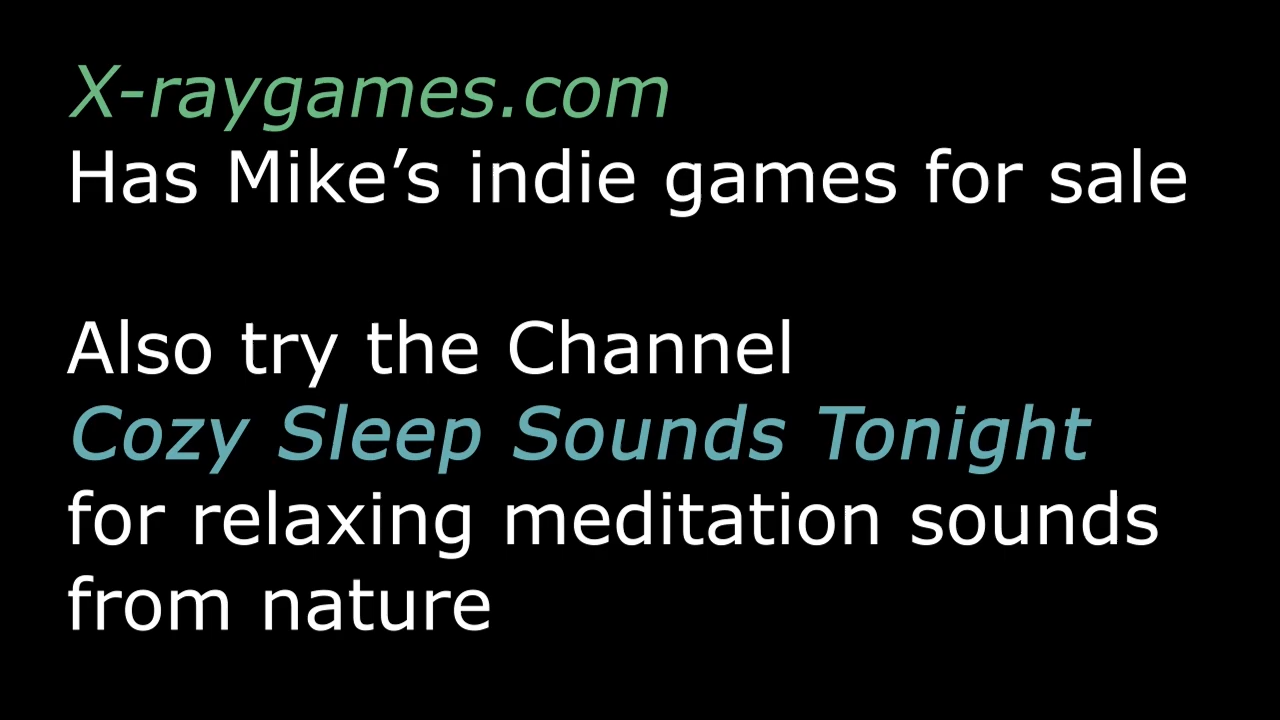 X-raygames.com
Has Mike’s indie games for sale
Also try the Channel
Cozy Sleep Sounds Tonight
for relaxing meditation sounds
from nature